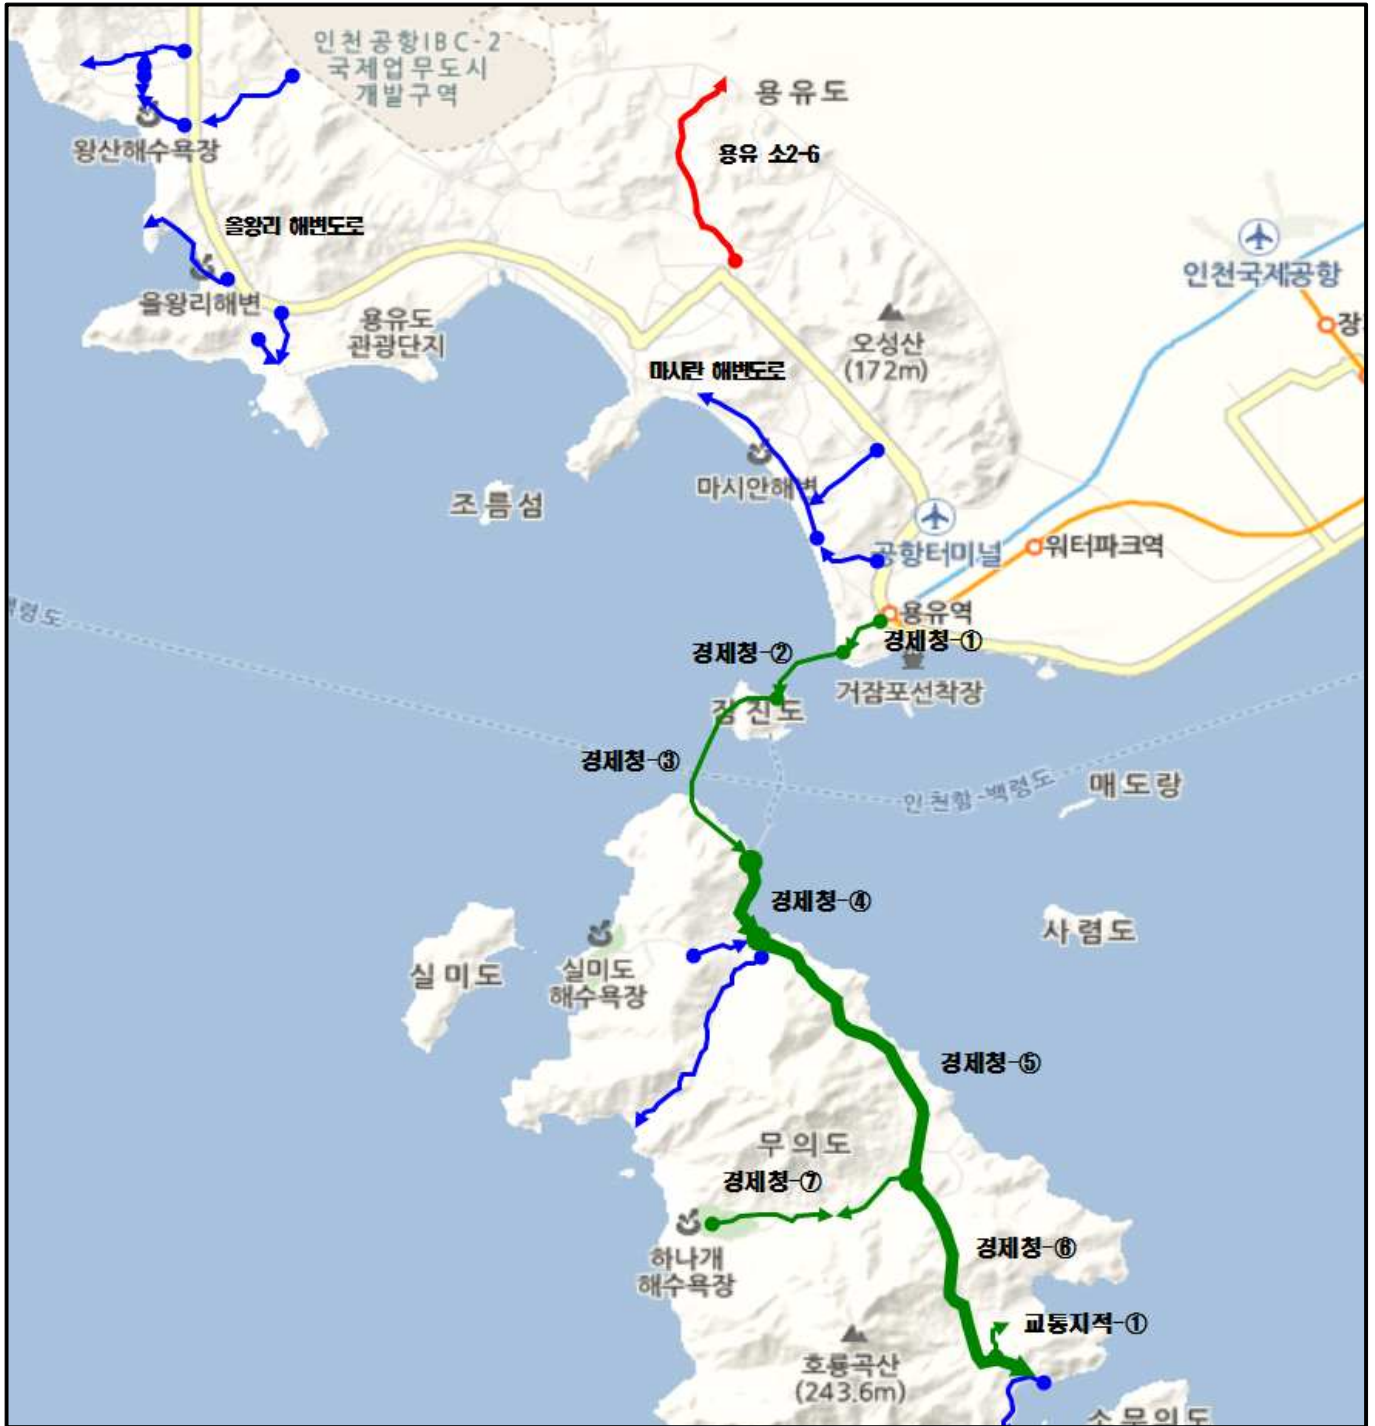 인천공항IBC-2
국제업무도시
개발구역
용유도
용유 소2-6
왕산해수욕장
인천국제공항
을왕리 해변도로
을왕리해변
용유도
관광단지
장
오성산
(172m)
마시란 해변도로
마시안해변
조름섬
공항터미널
워터파크역
백령도
용유역
경제청-①
경제청-②
거잠포선착장
잠진도
경제청-③
매도랑
인천항-백령도
경제청-④
사렴도
실미도
실미도
해수욕장
경제청-⑤
무의도
경제청-⑦
하나개
해수욕장
경제청-⑥
교통지적-①
호룡곡산
(243.6m)
소무의도